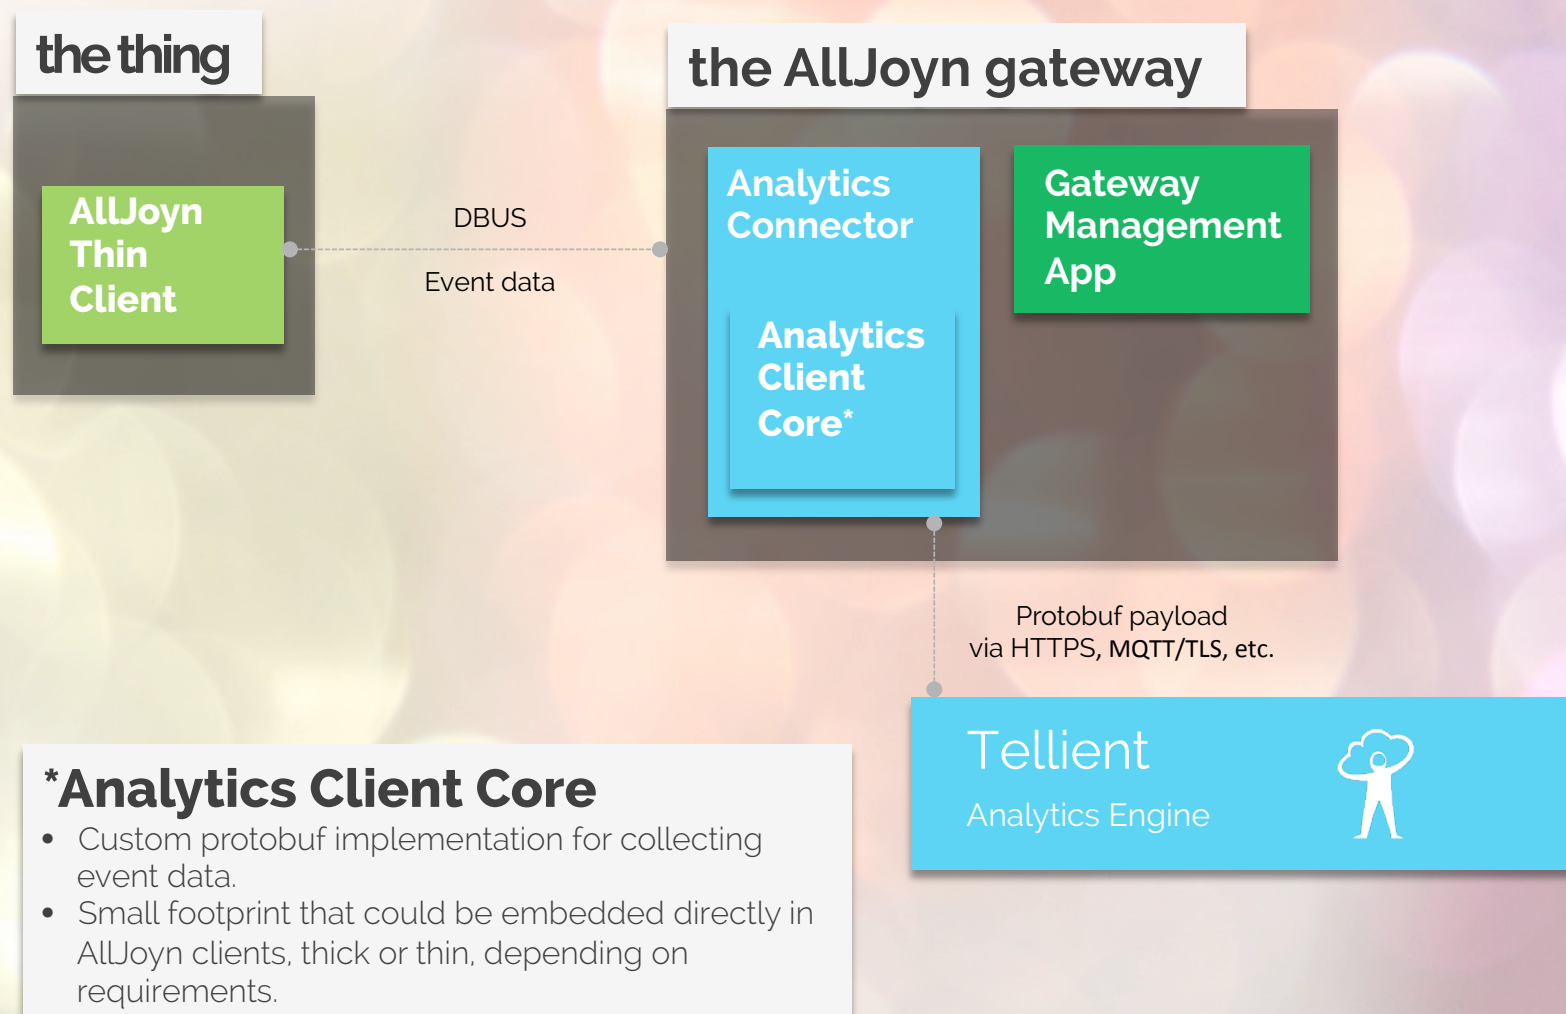 the thing
the AllJoyn gateway
AllJoyn
Thin
Client
DBUS
Event data
Analytics
Connector
Analytics
Client
Core*
Gateway
Management
App
Protobuf payload
via HTTPS, MQTT/TLS, etc.
Tellient
Analytics Engine
*Analytics Client Core
• Custom protobuf implementation for collecting
event data.
• Small footprint that could be embedded directly in
AllJoyn clients, thick or thin, depending on
requirements.